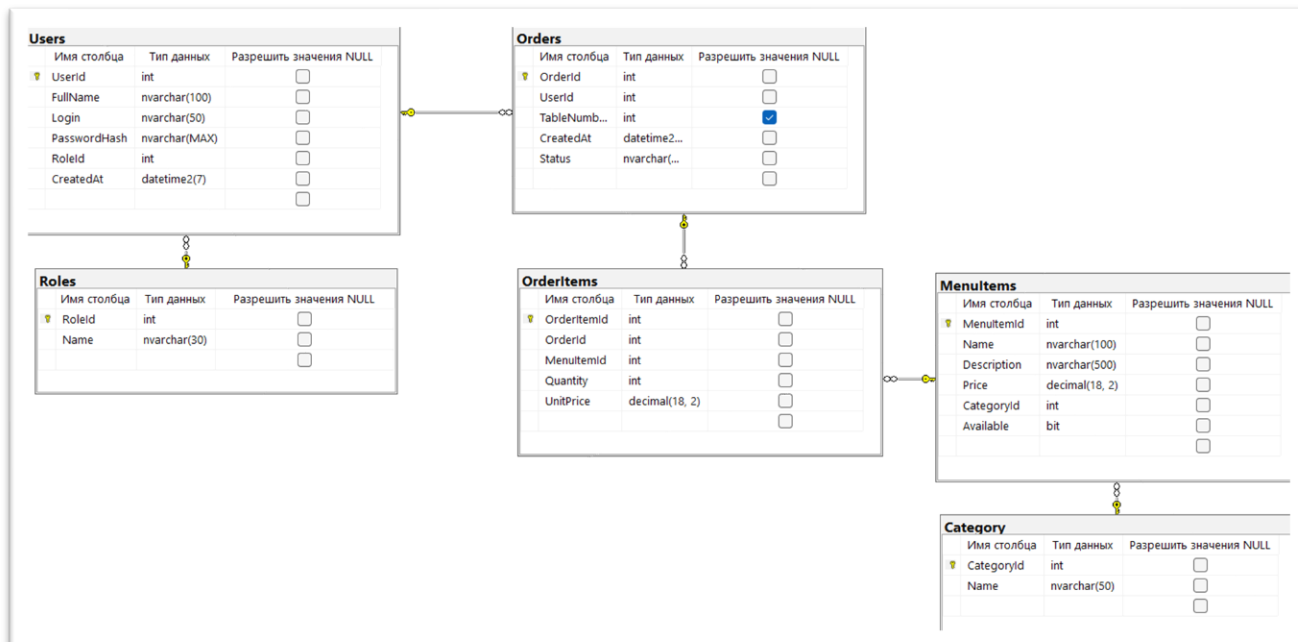 Users
Имя столбца Тип данных Разрешить значения NULL
UserId int
FullName nvarchar(100)
Login nvarchar(50)
PasswordHash nvarchar(MAX)
RoleId int
CreatedAt datetime2(7)
Orders
Имя столбца Тип данных Разрешить значения NULL
OrderId int
UserId int
TableNumb... int
CreatedAt datetime2...
Status nvarchar(...
Roles
Имя столбца Тип данных Разрешить значения NULL
RoleId int
Name nvarchar(30)
OrderItems
Имя столбца Тип данных Разрешить значения NULL
OrderItemId int
OrderId int
MenuItemId int
Quantity int
UnitPrice decimal(18, 2)
MenuItems
Имя столбца Тип данных Разрешить значения NULL
MenuItemId int
Name nvarchar(100)
Description nvarchar(500)
Price decimal(18, 2)
CategoryId int
Available bit
Category
Имя столбца Тип данных Разрешить значения NULL
CategoryId int
Name nvarchar(50)